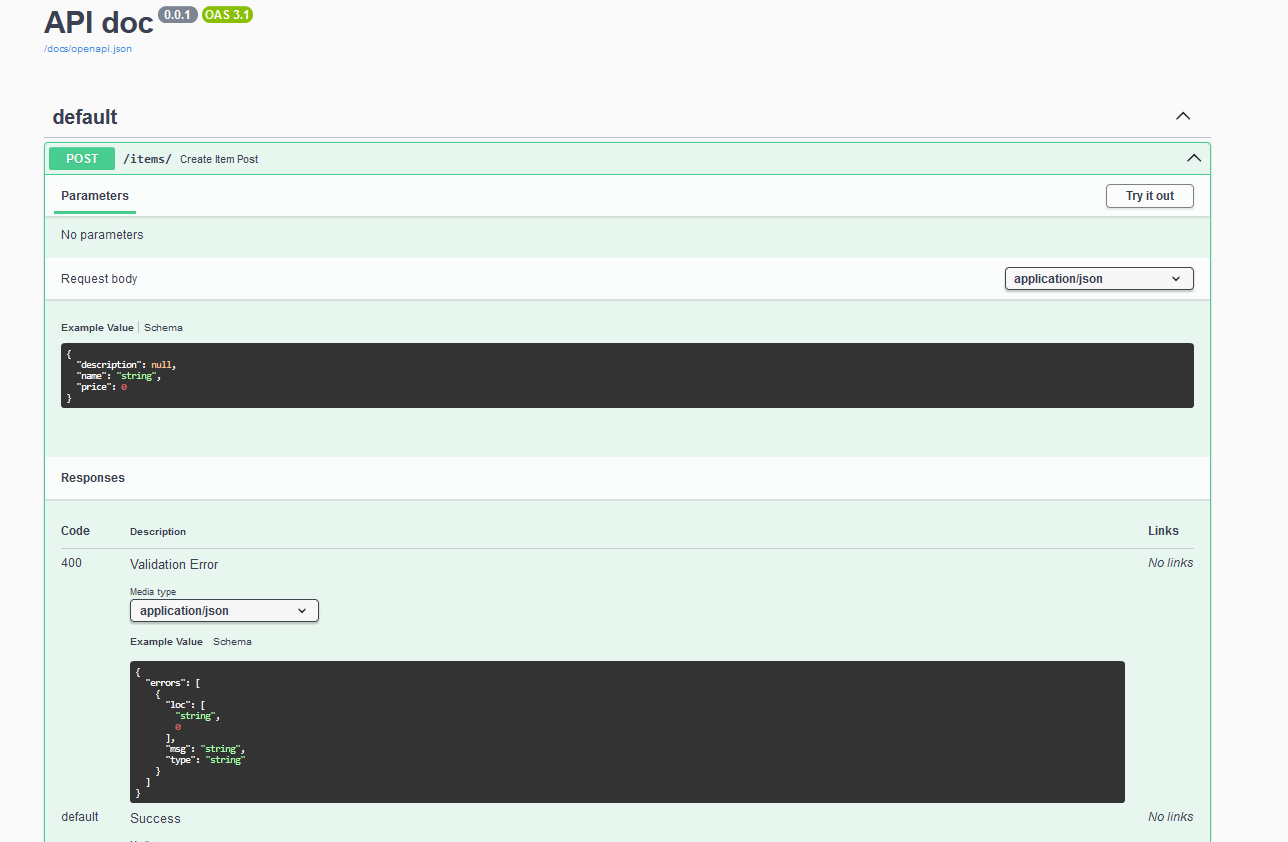 API doc 0.0.1 OAS 3.1
/docs/openapi.json
default
POST /items/ Create Item Post
Parameters Try it out
No parameters
Request body application/json
Example Value Schema
{
"description": null,
"name": "string",
"price": 0
}
Responses
Code Description Links
400 Validation Error No links
Media type
application/json
Example Value Schema
{
"errors": [
{
"loc": [
"string",
0
],
"msg": "string",
"type": "string"
}
]
}
default Success No links